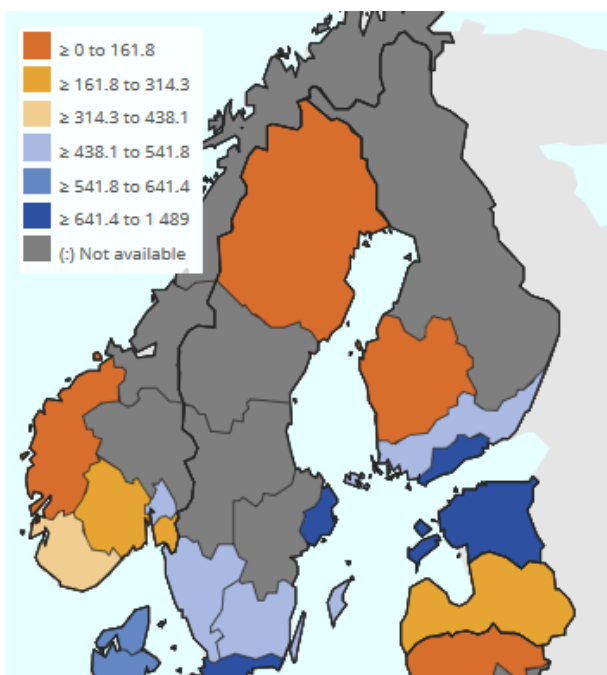 ≥ 0 to 161.8
≥ 161.8 to 314.3
≥ 314.3 to 438.1
≥ 438.1 to 541.8
≥ 541.8 to 641.4
≥ 641.4 to 1 489
(:) Not available